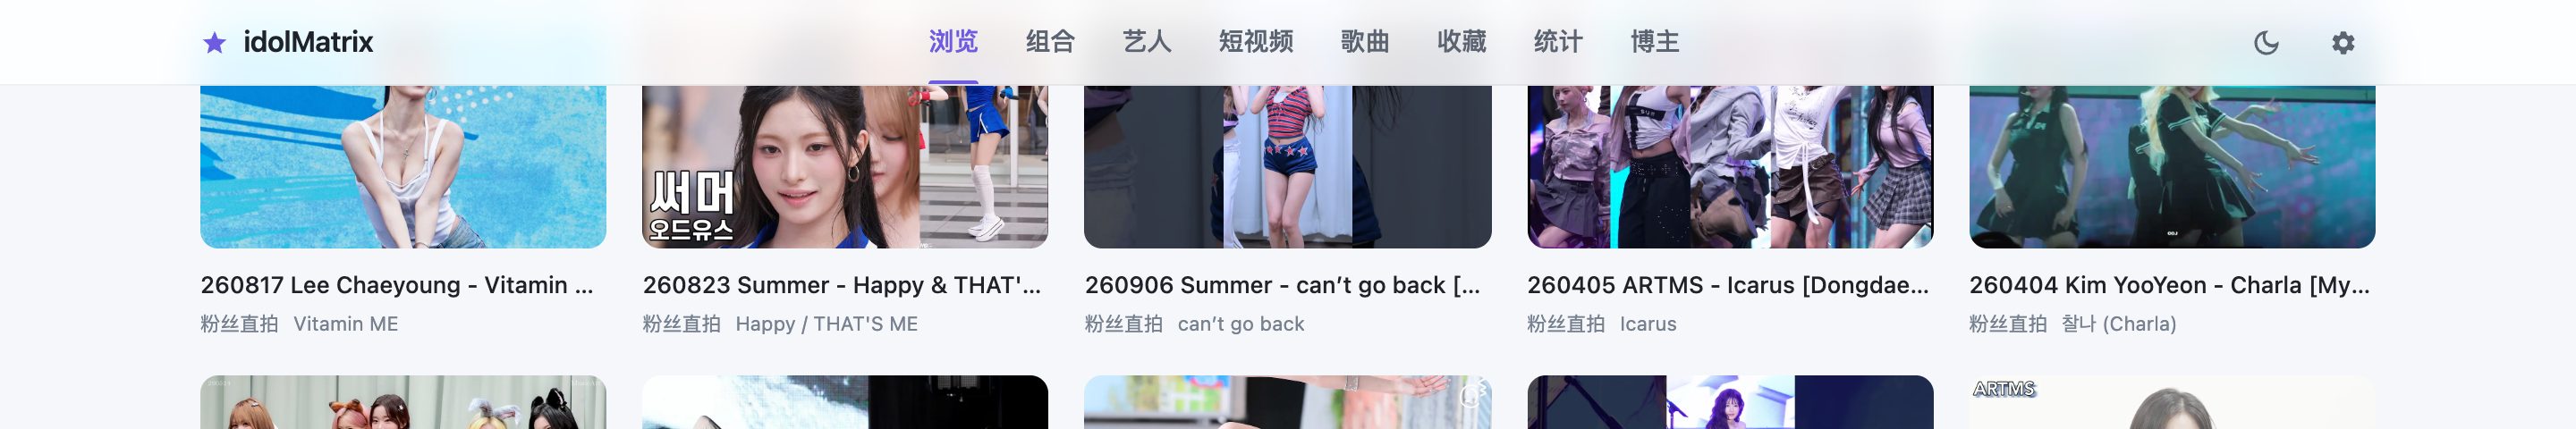 idolMatrix
浏览 组合 艺人 短视频 歌曲 收藏 统计 博主
써머
오드유스
260817 Lee Chaeyoung - Vitamin ...
粉丝直拍 Vitamin ME
260823 Summer - Happy & THAT'...
粉丝直拍 Happy / THAT'S ME
260906 Summer - can’t go back [...
粉丝直拍 can’t go back
260405 ARTMS - Icarus [Dongdae...
粉丝直拍 Icarus
260404 Kim YooYeon - Charla [My...
粉丝直拍 찰나 (Charla)
ARTMS